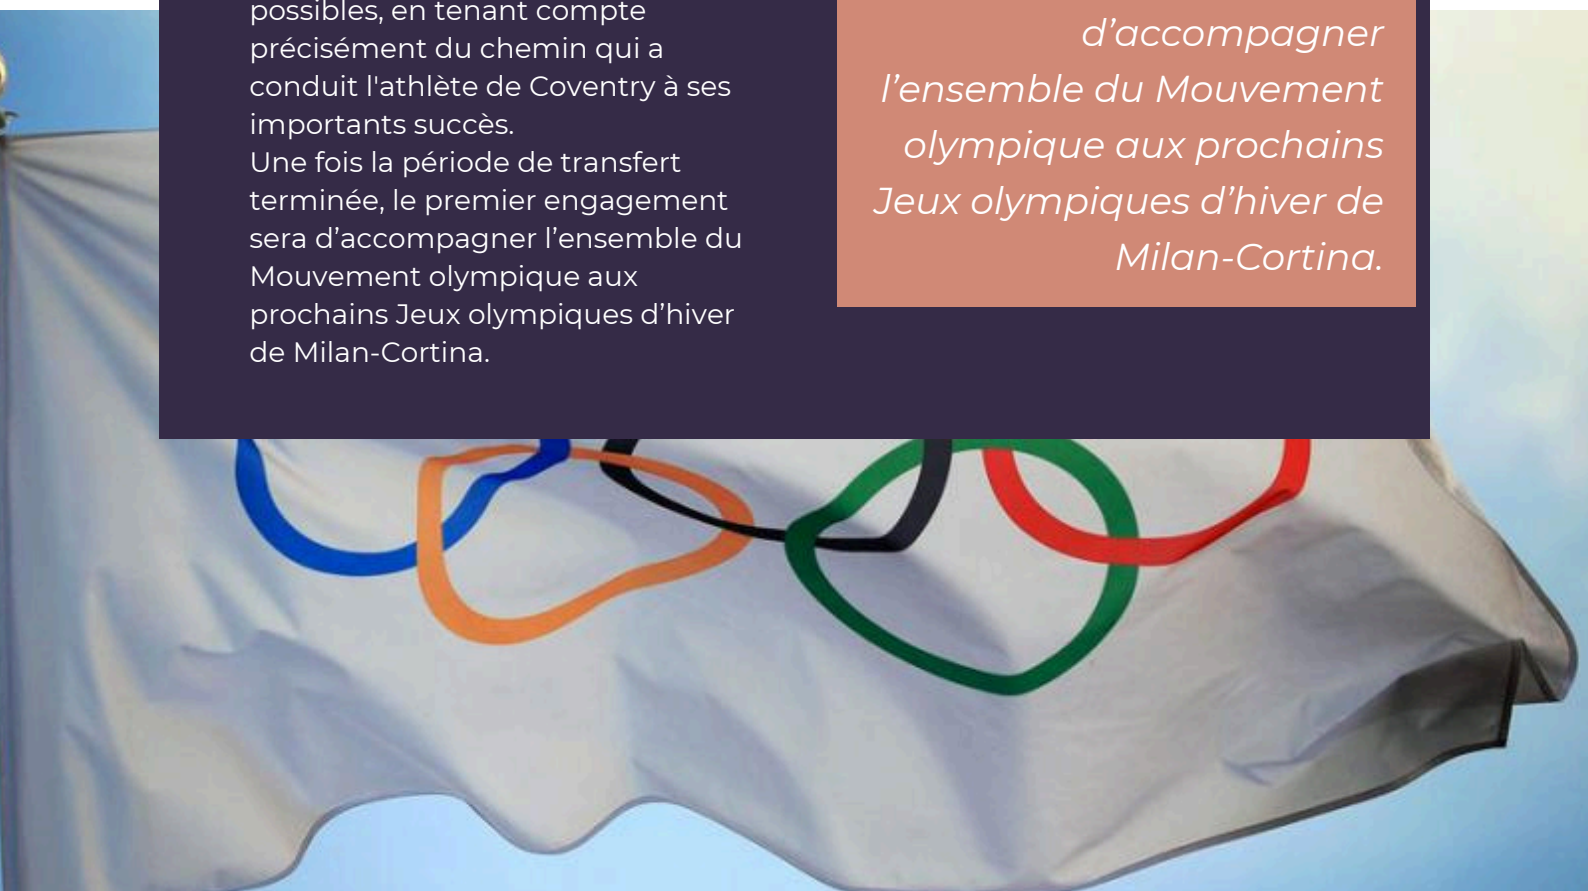 possibles, en tenant compte
précisément du chemin qui a
conduit l'athlète de Coventry à ses
importants succès.
Une fois la période de transfert
terminée, le premier engagement
sera d’accompagner l’ensemble du
Mouvement olympique aux
prochains Jeux olympiques d’hiver
de Milan-Cortina.
d’accompagner
l’ensemble du Mouvement
olympique aux prochains
Jeux olympiques d’hiver de
Milan-Cortina.